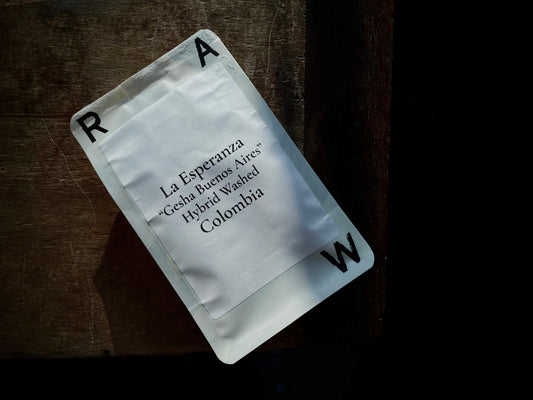 R
A
La Esperanza
“Gesha Buenos Aires”
Hybrid Washed
Colombia
W